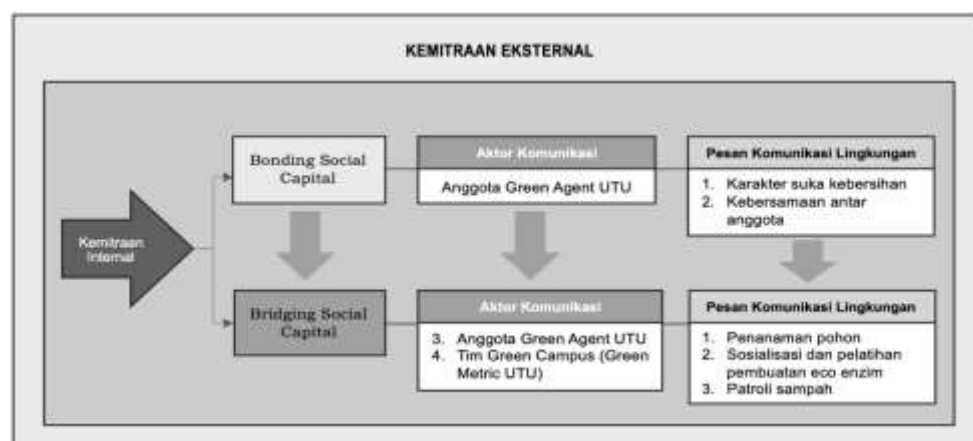 KEMITRAAN EKSTERNAL
Kemitraan
Internal
Bonding Social
Capital
Aktor Komunikasi
Anggota Green Agent UTU
Pesan Komunikasi Lingkungan
1. Karakter suka kebersihan
2. Kebersamaan antar
anggota
Bridging Social
Capital
Aktor Komunikasi
3. Anggota Green Agent UTU
4. Tim Green Campus (Green
Metric UTU)
Pesan Komunikasi Lingkungan
1. Penanaman pohon
2. Sosialisasi dan pelatihan
pembuatan eco enzim
3. Patroli sampah